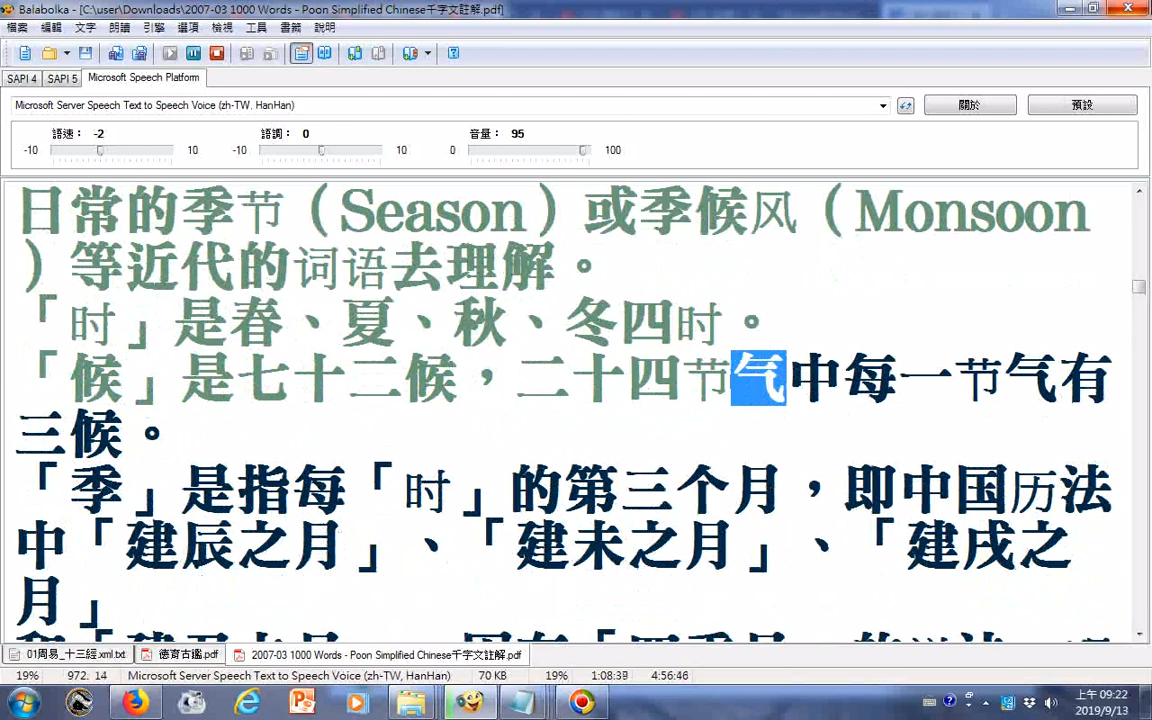 Balabolka - [C:\user\Downloads\2007-03 1000 Words - Poon Simplified Chinese千字文註解.pdf]
檔案 編輯 文字 朗讀 引擎 選項 檢視 工具 書籤 說明
SAPI 4 SAPI 5 Microsoft Speech Platform
Microsoft Server Speech Text to Speech Voice (zh-TW, HanHan) 關於 預設
語速： -2 語調： 0 音量： 95
-10 10 -10 10 0 100
日常的季节（Season）或季候风（Monsoon
）等近代的词语去理解。
「时」是春、夏、秋、冬四时。
「候」是七十二候，二十四节气中每一节气有
三候。
「季」是指每「时」的第三个月，即中国历法
中「建辰之月」、「建未之月」、「建戌之
月」
01周易_十三經.xml.txt 德育古鑑.pdf 2007-03 1000 Words - Poon Simplified Chinese千字文註解.pdf
19% 972: 14 Microsoft Server Speech Text to Speech Voice (zh-TW, HanHan) 70 KB 19% 1:08:39 4:56:46
上午 09:22
2019/9/13